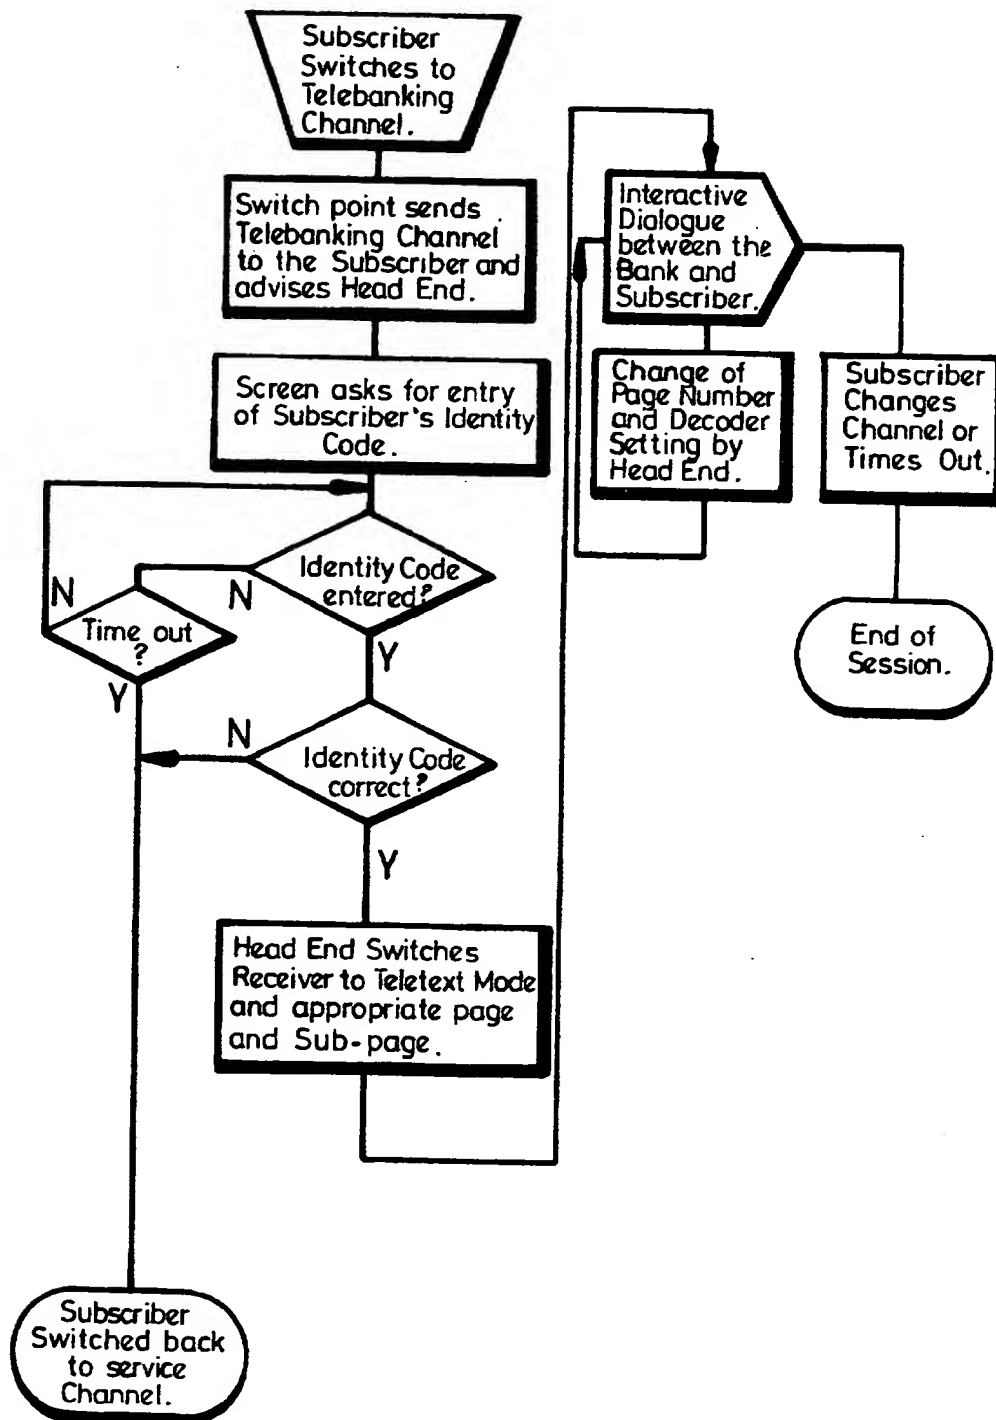 Subscriber
Switches to
Telebanking
Channel.
Switch point sends
Telebanking Channel
to the Subscriber and
advises Head End.
Screen asks for entry
of Subscriber's Identity
Code.
Identity Code
entered?
N
Y
Time out
?
N
Y
Identity Code
correct?
N
Y
Head End Switches
Receiver to Teletext Mode
and appropriate page
and Sub-page.
Subscriber
Switched back
to service
Channel.
Interactive
Dialogue
between the
Bank and
Subscriber.
Change of
Page Number
and Decoder
Setting by
Head End.
Subscriber
Changes
Channel or
Times Out.
End of
Session.